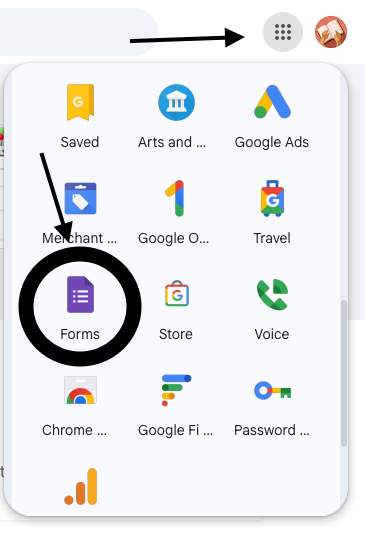 Saved
Arts and ...
Google Ads
Merchant ...
Google O...
Travel
Forms
Store
Voice
Chrome ...
Google Fi ...
Password ...